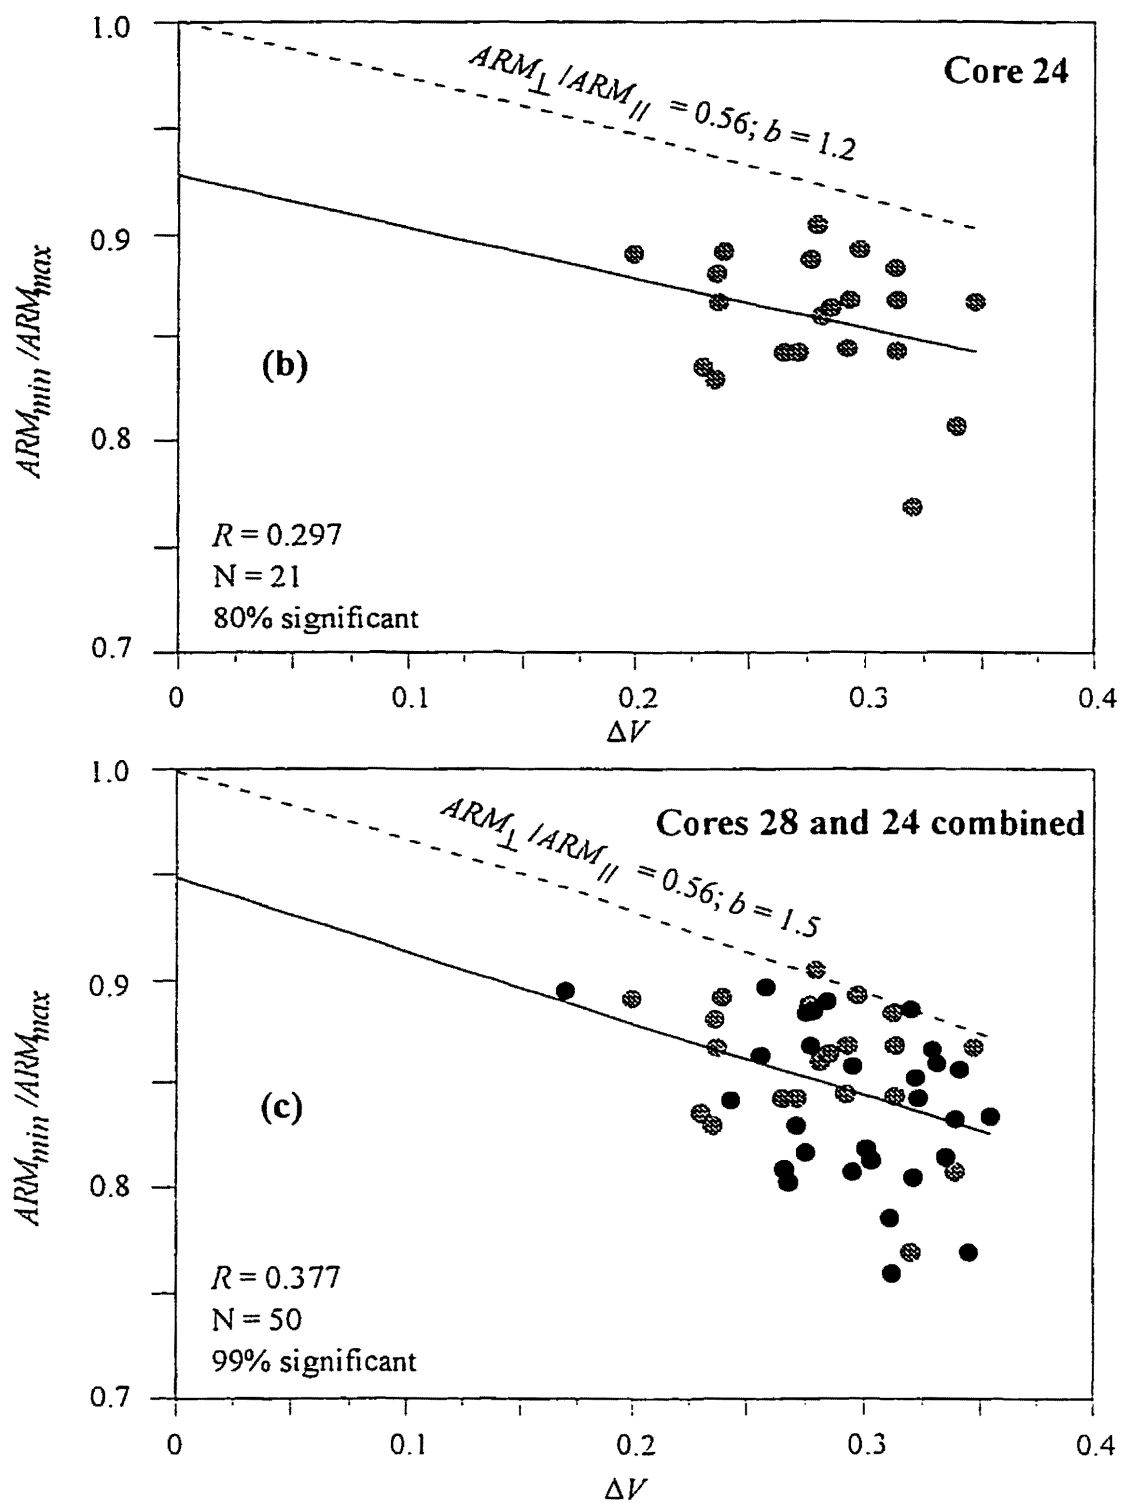 1.0
Core 24
ARM⊥ /ARM// = 0.56; b = 1.2
0.9
ARMmin /ARMmax
(b)
0.8
R = 0.297
N = 21
80% significant
0.7
0 0.1 0.2 0.3 0.4
ΔV
1.0
Cores 28 and 24 combined
ARM⊥ /ARM// = 0.56; b = 1.5
0.9
ARMmin /ARMmax
(c)
0.8
R = 0.377
N = 50
99% significant
0.7
0 0.1 0.2 0.3 0.4
ΔV